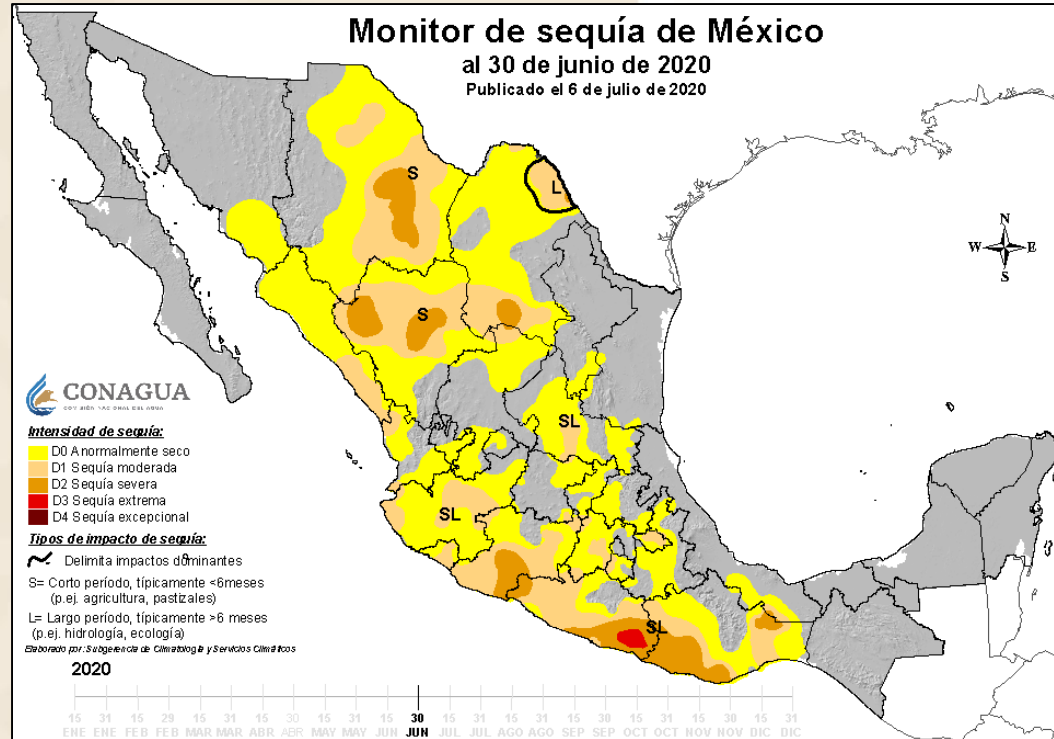 Monitor de sequía de México
al 30 de junio de 2020
Publicado el 6 de julio de 2020
N
W E
S
S
L
S
SL
SL
SL
CONAGUA
COMISIÓN NACIONAL DEL AGUA
Intensidad de sequía:
D0 Anormalmente seco
D1 Sequía moderada
D2 Sequía severa
D3 Sequía extrema
D4 Sequía excepcional
Tipos de impacto de sequía:
Delimita impactos dominantes
S= Corto período, típicamente <6meses
(p.ej. agricultura, pastizales)
L= Largo período, típicamente >6 meses
(p.ej. hidrología, ecología)
Elaborado por: Subgerencia de Climatología y Servicios Climáticos
2020
15 31 15 29 15 31 15 30 15 31 15 30 15 31 15 31 15 30 15 31 15 30 15 31
ENE ENE FEB FEB MAR MAR ABR ABR MAY MAY JUN JUN JUL JUL AGO AGO SEP SEP OCT OCT NOV NOV DIC DIC